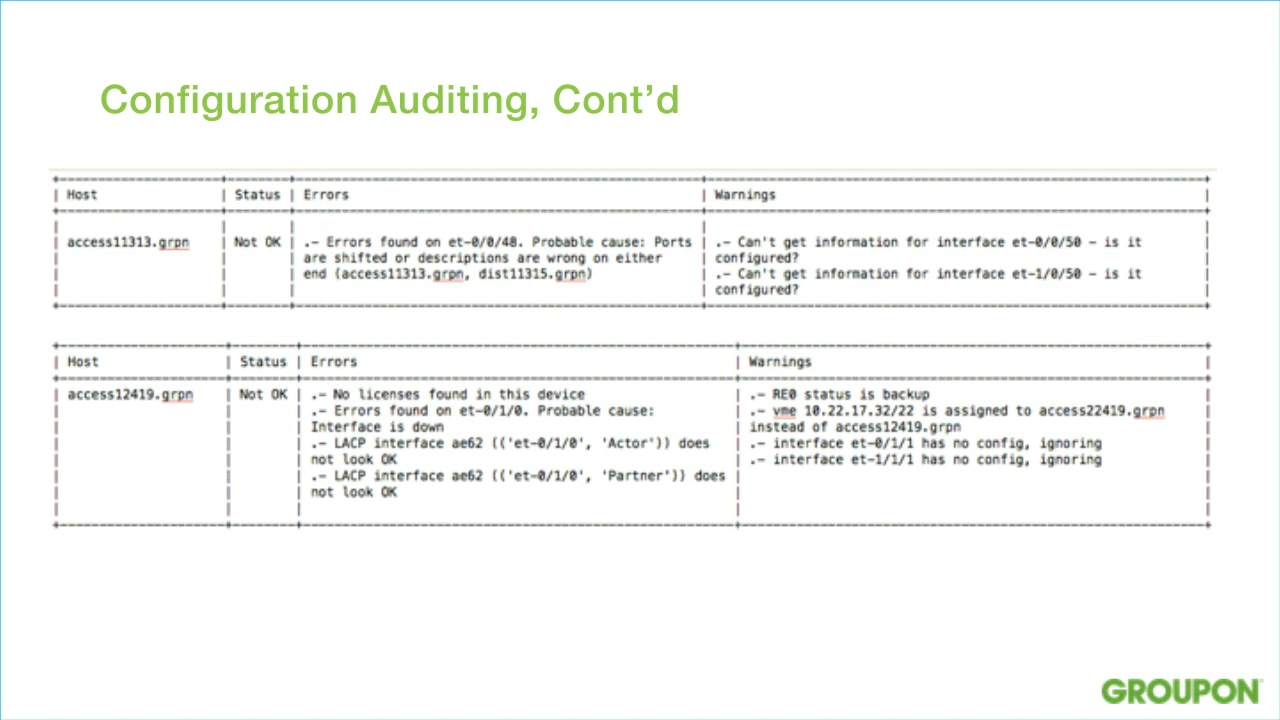 Configuration Auditing, Cont’d
| Host | Status | Errors | Warnings |
access11313.grpn | Not OK | .- Errors found on et-0/0/48. Probable cause: Ports | .- Can't get information for interface et-0/0/50 - is it
are shifted or descriptions are wrong on either | configured?
end (access11313.grpn, dist11315.grpn) | .- Can't get information for interface et-1/0/50 - is it
configured?
| Host | Status | Errors | Warnings |
access12419.grpn | Not OK | .- No licenses found in this device | .- RE0 status is backup
.- Errors found on et-0/1/0. Probable cause: | .- vme 10.22.17.32/22 is assigned to access22419.grpn
Interface is down | instead of access12419.grpn
.- LACP interface ae62 (('et-0/1/0', 'Actor')) does | .- interface et-0/1/1 has no config, ignoring
not look OK | .- interface et-1/1/1 has no config, ignoring
.- LACP interface ae62 (('et-0/1/0', 'Partner')) does
not look OK
GROUPON